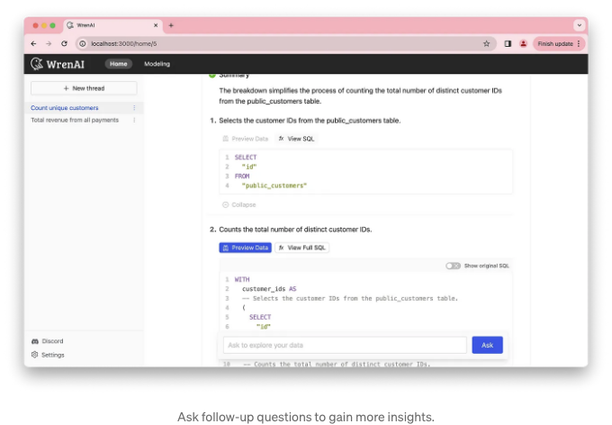 WrenAI
localhost:3000/home/6
Finish update
WrenAI
Home
Modeling
+ New thread
Count unique customers
Total revenue from all payments
Discord
Settings
Summary
The breakdown simplifies the process of counting the total number of distinct customer IDs
from the public_customers table.
1. Selects the customer IDs from the public_customers table.
Preview Data
View SQL
1 SELECT
2 "id"
3 FROM
4 "public_customers"
Collapse
2. Counts the total number of distinct customer IDs.
Preview Data
View Full SQL
Show original SQL
1 WITH
2 customer_ids AS
3 -- Selects the customer IDs from the public_customers table.
4 (
5 SELECT
6 "id"
Ask to explore your data
Ask
10 -- Counts the total number of distinct customer IDs.
Ask follow-up questions to gain more insights.